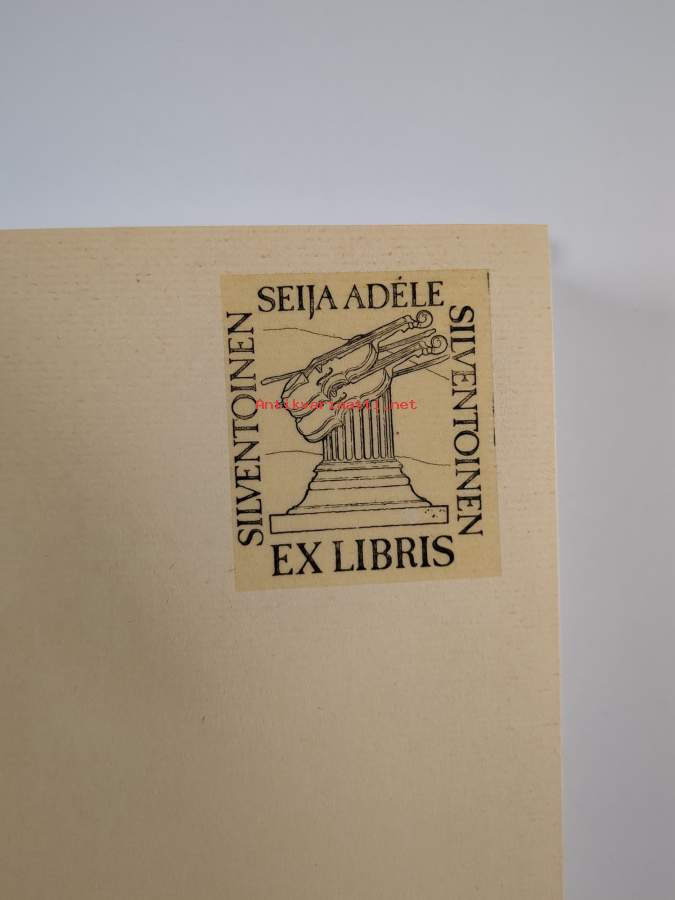 SEIJA ADÉLE
SILVENTOINEN
SILVENTOINEN
Antikvariaatti.net
EX LIBRIS